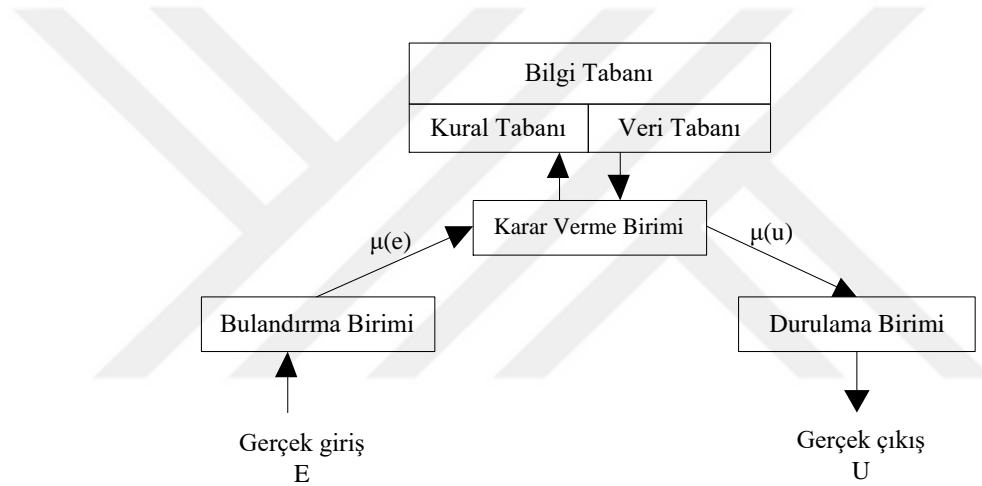 Bilgi Tabanı
Kural Tabanı
Veri Tabanı
Karar Verme Birimi
μ(e)
μ(u)
Bulandırma Birimi
Durulama Birimi
Gerçek giriş
E
Gerçek çıkış
U